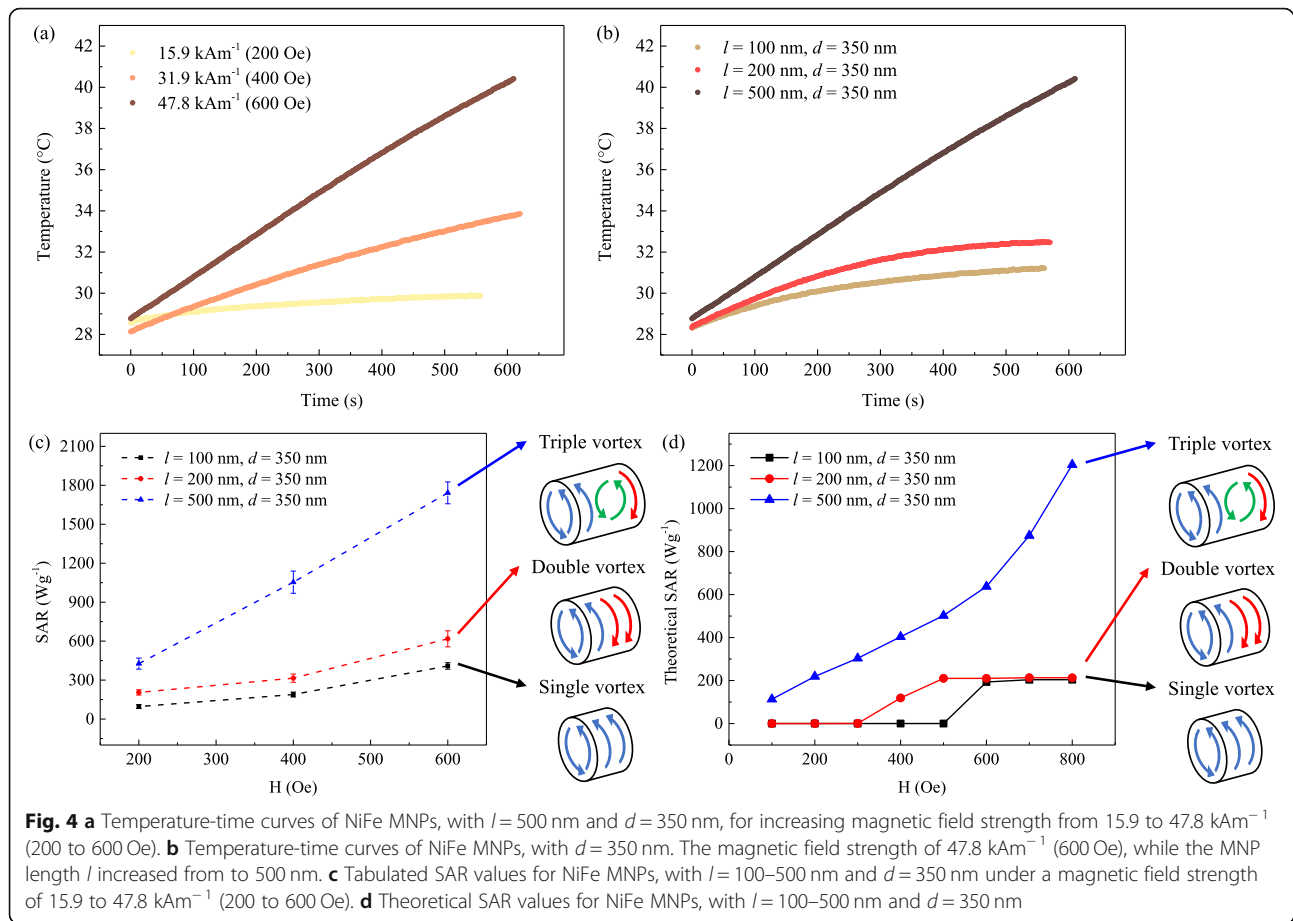 (a)
15.9 kAm⁻¹ (200 Oe)
31.9 kAm⁻¹ (400 Oe)
47.8 kAm⁻¹ (600 Oe)
42
40
38
36
34
32
30
28
Temperature (°C)
0 100 200 300 400 500 600
Time (s)
(b)
l = 100 nm, d = 350 nm
l = 200 nm, d = 350 nm
l = 500 nm, d = 350 nm
42
40
38
36
34
32
30
28
Temperature (°C)
0 100 200 300 400 500 600
Time (s)
(c)
l = 100 nm, d = 350 nm
l = 200 nm, d = 350 nm
l = 500 nm, d = 350 nm
2100
1800
1500
1200
900
600
300
0
SAR (Wg⁻¹)
200 300 400 500 600
H (Oe)
Triple vortex
Double vortex
Single vortex
(d)
l = 100 nm, d = 350 nm
l = 200 nm, d = 350 nm
l = 500 nm, d = 350 nm
1200
1000
800
600
400
200
0
Theoretical SAR (Wg⁻¹)
0 200 400 600 800
H (Oe)
Triple vortex
Double vortex
Single vortex
Fig. 4 a Temperature-time curves of NiFe MNPs, with l = 500 nm and d = 350 nm, for increasing magnetic field strength from 15.9 to 47.8 kAm⁻¹
(200 to 600 Oe). b Temperature-time curves of NiFe MNPs, with d = 350 nm. The magnetic field strength of 47.8 kAm⁻¹ (600 Oe), while the MNP
length l increased from to 500 nm. c Tabulated SAR values for NiFe MNPs, with l = 100–500 nm and d = 350 nm under a magnetic field strength
of 15.9 to 47.8 kAm⁻¹ (200 to 600 Oe). d Theoretical SAR values for NiFe MNPs, with l = 100–500 nm and d = 350 nm